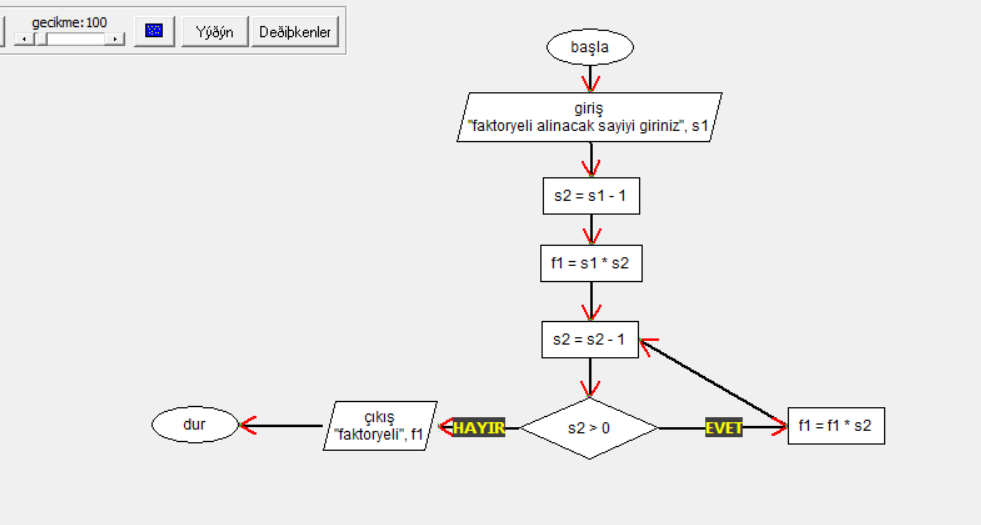 gecikme:100
Yýðýn
Deðiþkenler
başla
giriş
"faktoryeli alinacak sayiyi giriniz", s1
s2 = s1 - 1
f1 = s1 * s2
s2 = s2 - 1
s2 > 0
EVET
f1 = f1 * s2
HAYIR
çıkış
"faktoryeli", f1
dur